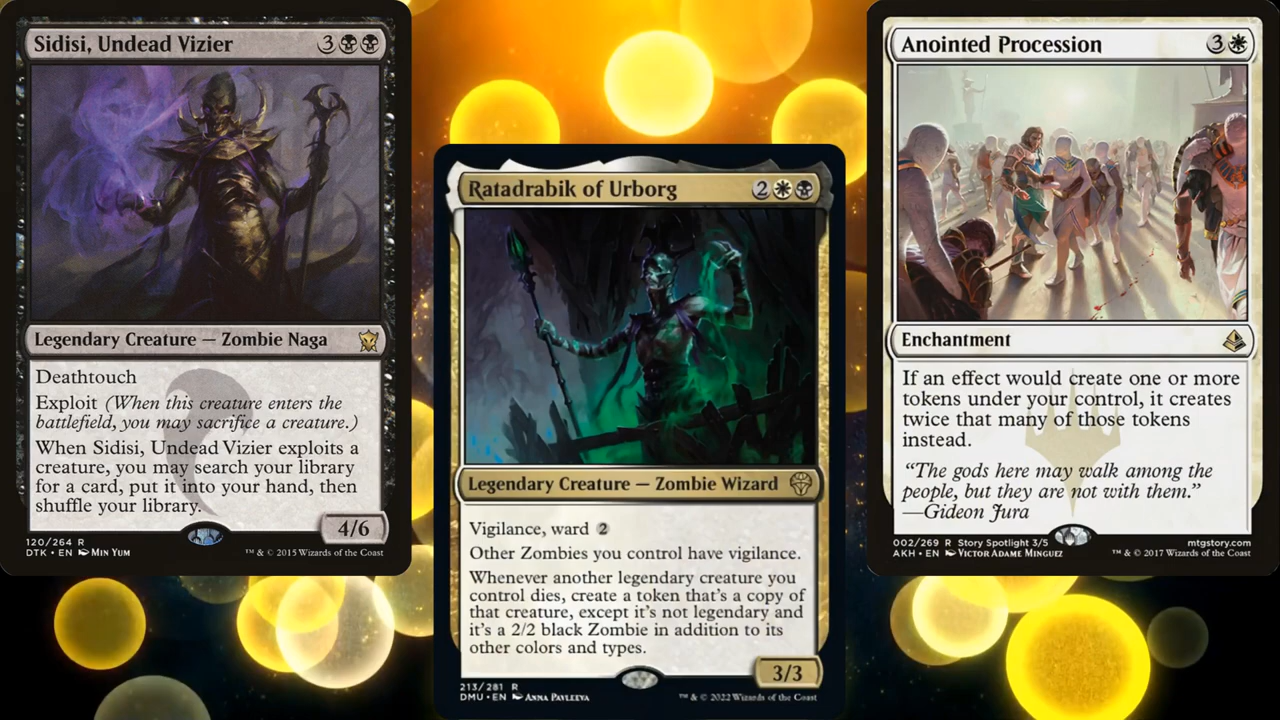 Sidisi, Undead Vizier 3
Legendary Creature — Zombie Naga
Deathtouch
Exploit (When this creature enters the
battlefield, you may sacrifice a creature.)
When Sidisi, Undead Vizier exploits a
creature, you may search your library
for a card, put it into your hand, then
shuffle your library.
4/6
120/264 R
DTK • EN MIN YUM
™ & © 2015 Wizards of the Coast
Ratadrabik of Urborg 2
Legendary Creature — Zombie Wizard
Vigilance, ward 2
Other Zombies you control have vigilance.
Whenever another legendary creature you
control dies, create a token that's a copy of
that creature, except it's not legendary and
it's a 2/2 black Zombie in addition to its
other colors and types.
3/3
213/281 R
DMU • EN ANNA PAVLEEVA
™ & © 2022 Wizards of the Coast
Anointed Procession 3
Enchantment
If an effect would create one or more
tokens under your control, it creates
twice that many of those tokens
instead.
“The gods here may walk among the
people, but they are not with them.”
—Gideon Jura
002/269 R Story Spotlight 3/5
mtgstory.com
AKH • EN VICTOR ADAME MINGUEZ
™ & © 2017 Wizards of the Coast